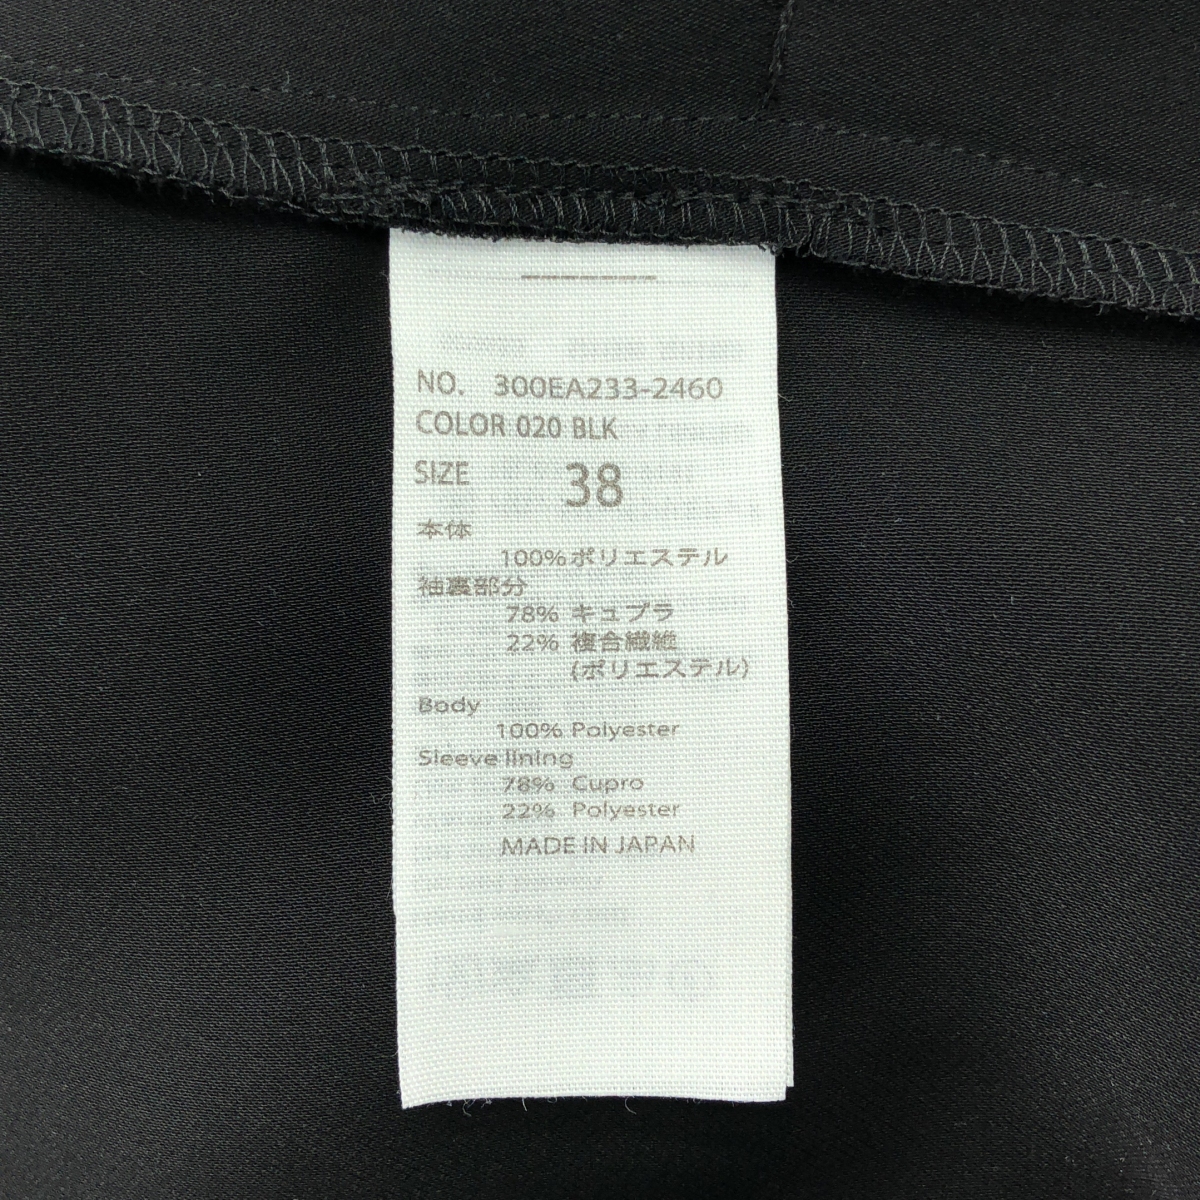 NO. 300EA233-2460
COLOR 020 BLK
SIZE 38
本体
100%ポリエステル
袖裏部分
78% キュプラ
22% 複合繊維
(ポリエステル)
Body
100% Polyester
Sleeve lining
78% Cupro
22% Polyester
MADE IN JAPAN